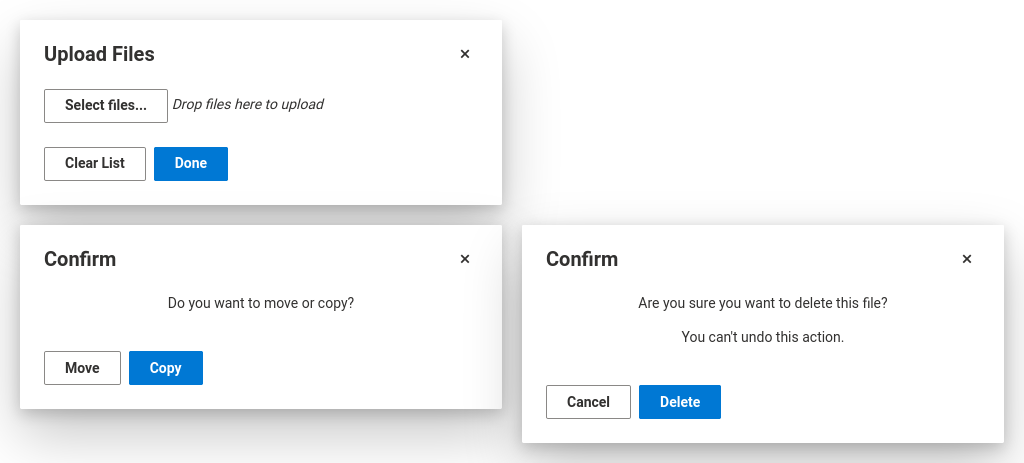 Upload Files ×
Select files... Drop files here to upload
Clear List Done
Confirm ×
Do you want to move or copy?
Move Copy
Confirm ×
Are you sure you want to delete this file?
You can't undo this action.
Cancel Delete